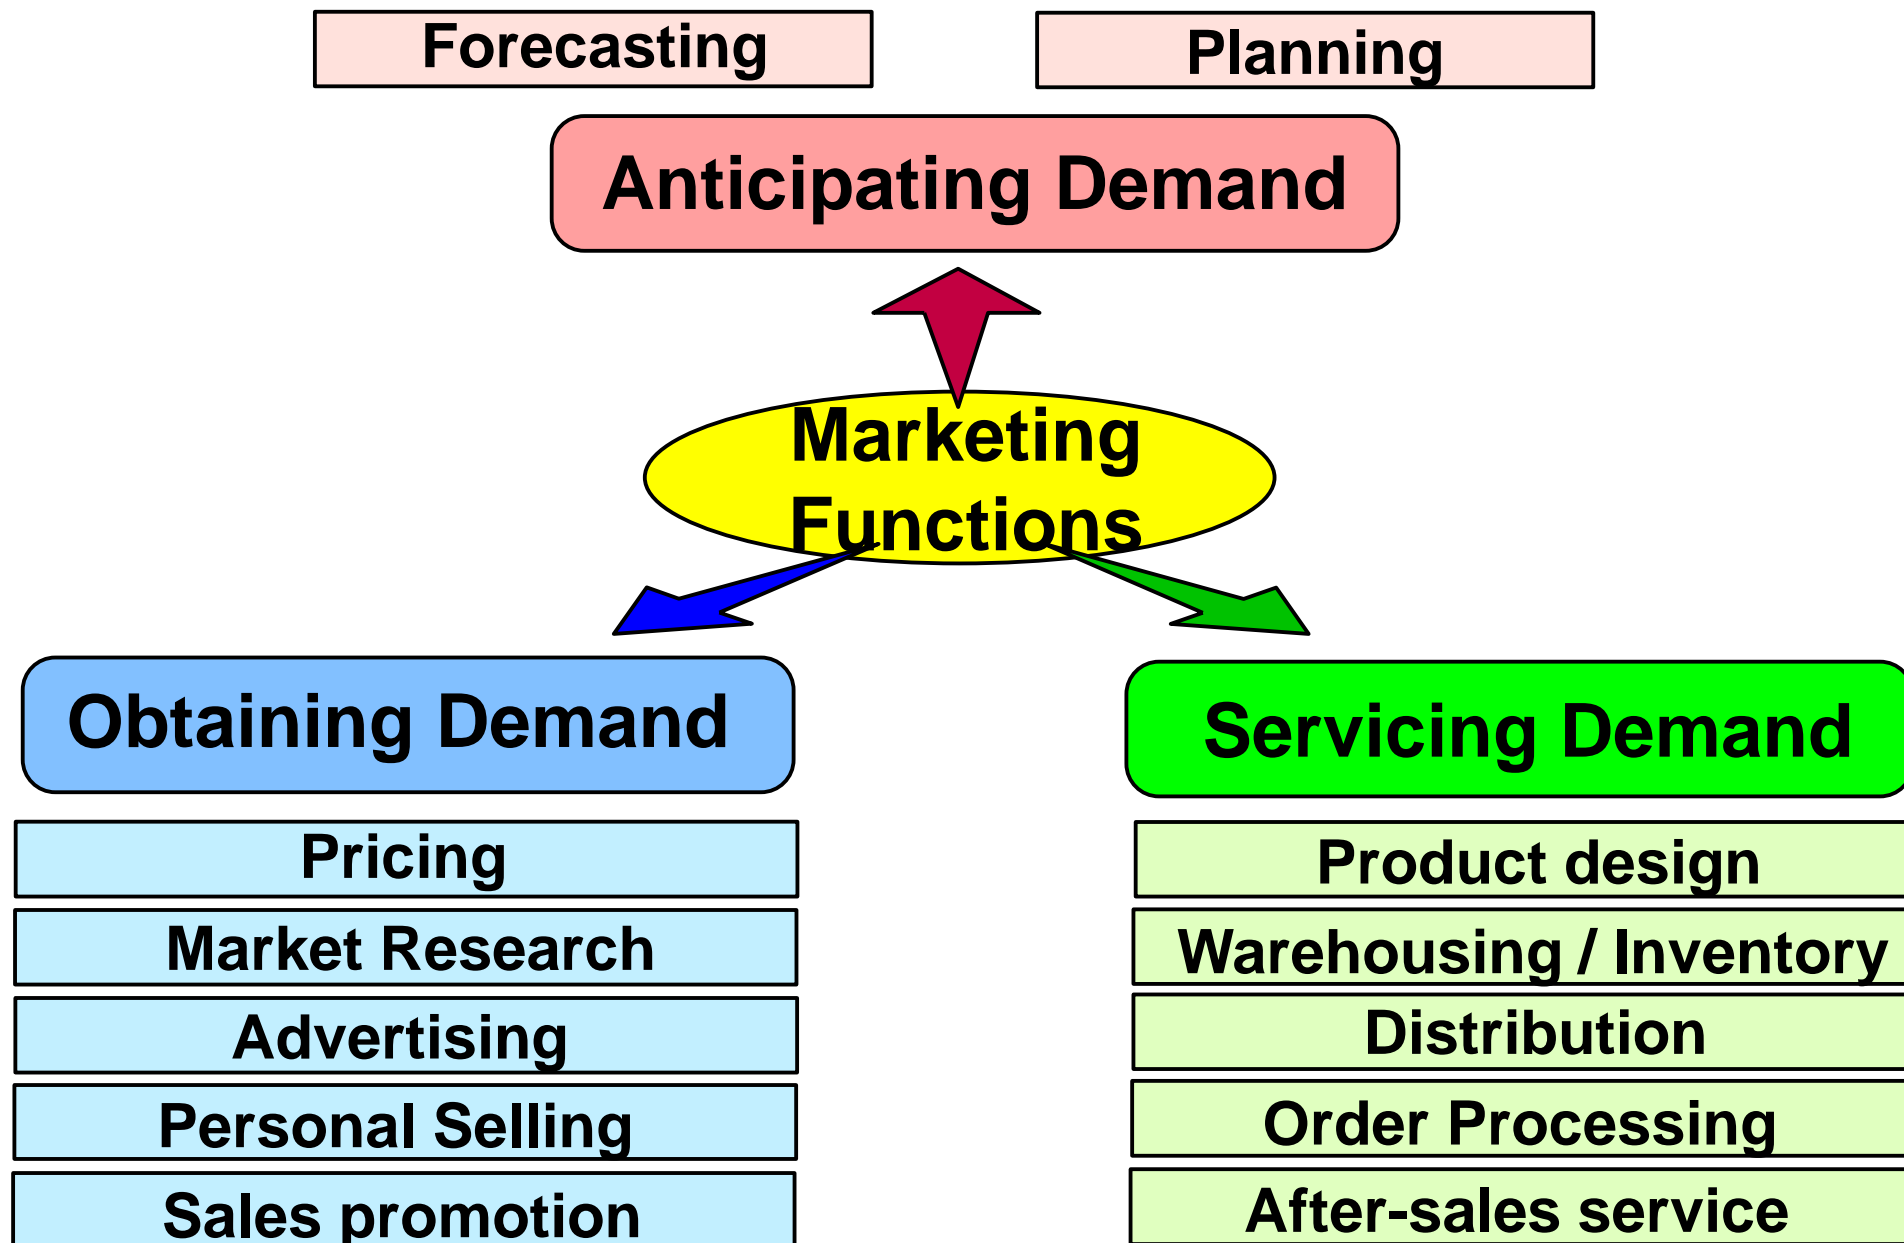 Forecasting
Planning
Anticipating Demand
Marketing
Functions
Obtaining Demand
Pricing
Market Research
Advertising
Personal Selling
Sales promotion
Servicing Demand
Product design
Warehousing / Inventory
Distribution
Order Processing
After-sales service